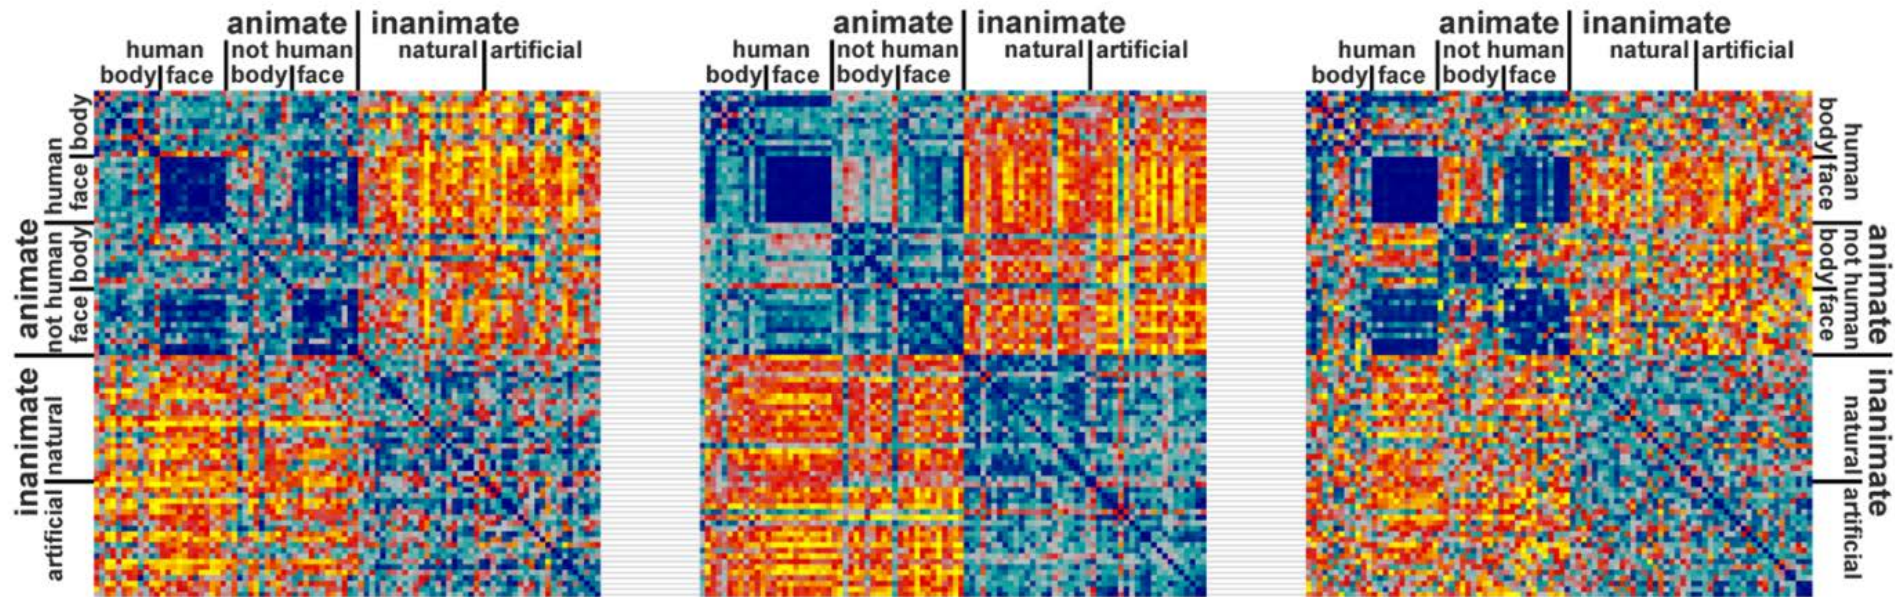 animate inanimate
human not human natural artificial
body face body face
animate inanimate
human not human natural artificial
body face body face
animate inanimate
human not human natural artificial
body face body face
animate
human
body
face
not human
body
face
inanimate
natural
artificial
animate
human
body
face
not human
body
face
inanimate
natural
artificial